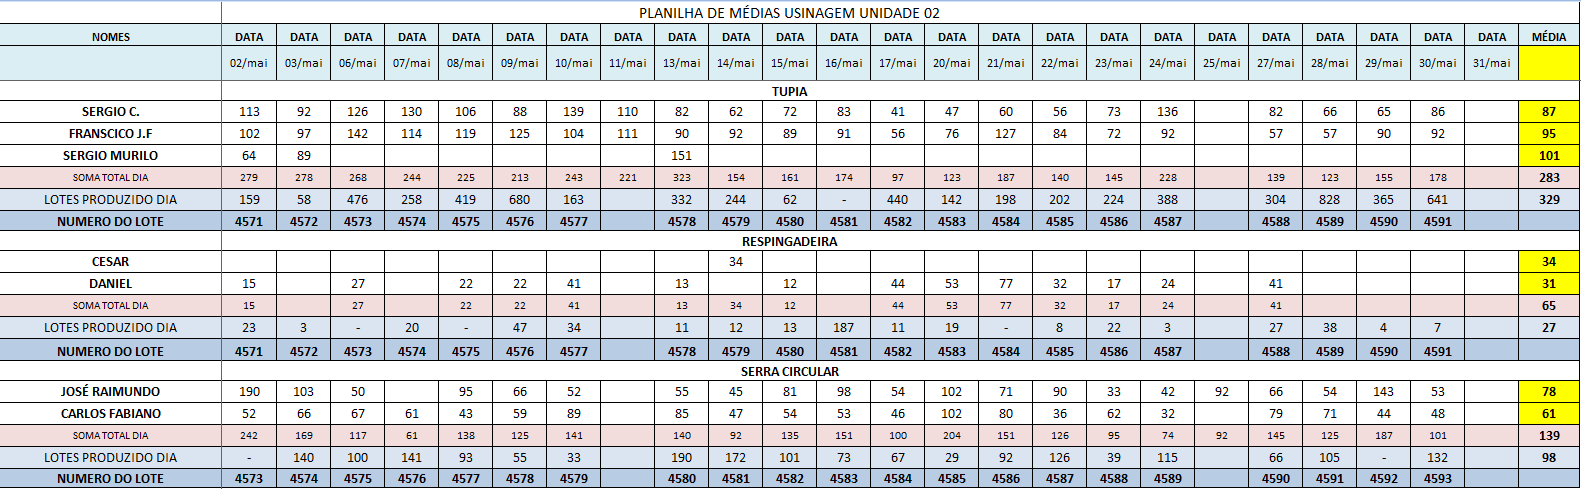 PLANILHA DE MÉDIAS USINAGEM UNIDADE 02
NOMES DATA DATA DATA DATA DATA DATA DATA DATA DATA DATA DATA DATA DATA DATA DATA DATA DATA DATA DATA DATA DATA DATA DATA DATA MÉDIA
02/mai 03/mai 06/mai 07/mai 08/mai 09/mai 10/mai 11/mai 13/mai 14/mai 15/mai 16/mai 17/mai 20/mai 21/mai 22/mai 23/mai 24/mai 25/mai 27/mai 28/mai 29/mai 30/mai 31/mai
TUPIA
SERGIO C. 113 92 126 130 106 88 139 110 82 62 72 83 41 47 60 56 73 136 82 66 65 86 87
FRANSCICO J.F 102 97 142 114 119 125 104 111 90 92 89 91 56 76 127 84 72 92 57 57 90 92 95
SERGIO MURILO 64 89 151 101
SOMA TOTAL DIA 279 278 268 244 225 213 243 221 323 154 161 174 97 123 187 140 145 228 139 123 155 178 283
LOTES PRODUZIDO DIA 159 58 476 258 419 680 163 332 244 62 - 440 142 198 202 224 388 304 828 365 641 329
NUMERO DO LOTE 4571 4572 4573 4574 4575 4576 4577 4578 4579 4580 4581 4582 4583 4584 4585 4586 4587 4588 4589 4590 4591
RESPINGADEIRA
CESAR 34 34
DANIEL 15 27 22 22 41 13 12 44 53 77 32 17 24 41 31
SOMA TOTAL DIA 15 27 22 22 41 13 34 12 44 53 77 32 17 24 41 65
LOTES PRODUZIDO DIA 23 3 - 20 - 47 34 11 12 13 187 11 19 - 8 22 3 27 38 4 7 27
NUMERO DO LOTE 4571 4572 4573 4574 4575 4576 4577 4578 4579 4580 4581 4582 4583 4584 4585 4586 4587 4588 4589 4590 4591
SERRA CIRCULAR
JOSÉ RAIMUNDO 190 103 50 95 66 52 55 45 81 98 54 102 71 90 33 42 92 66 54 143 53 78
CARLOS FABIANO 52 66 67 61 43 59 89 85 47 54 53 46 102 80 36 62 32 79 71 44 48 61
SOMA TOTAL DIA 242 169 117 61 138 125 141 140 92 135 151 100 204 151 126 95 74 92 145 125 187 101 139
LOTES PRODUZIDO DIA - 140 100 141 93 55 33 190 172 101 73 67 29 92 126 39 115 66 105 - 132 98
NUMERO DO LOTE 4573 4574 4575 4576 4577 4578 4579 4580 4581 4582 4583 4584 4585 4586 4587 4588 4589 4590 4591 4592 4593